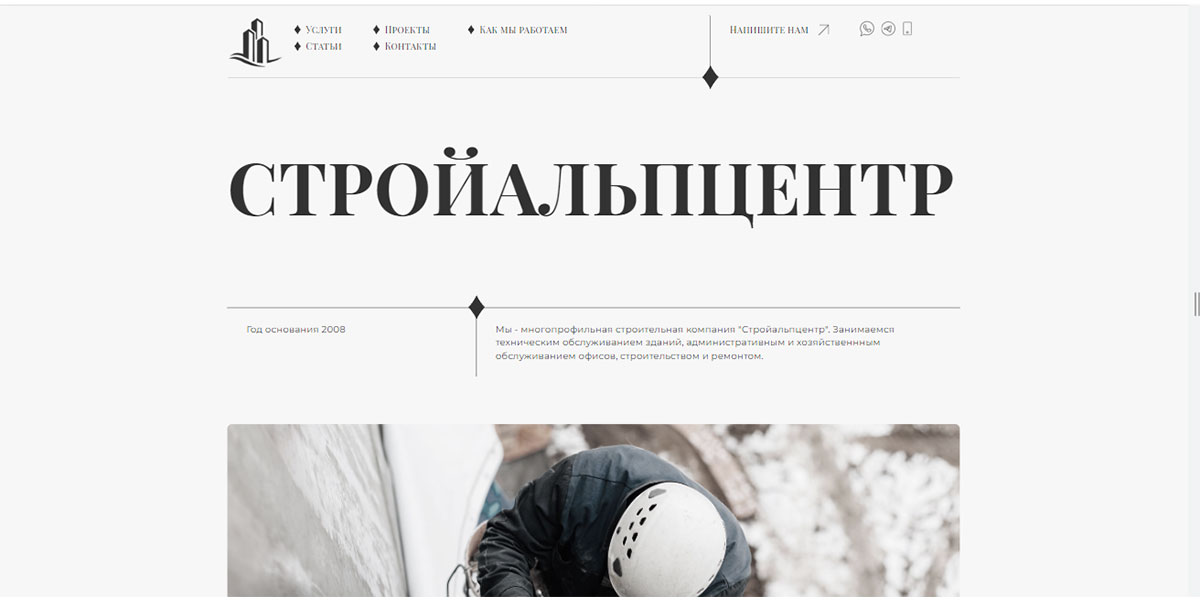 Услуги
Проекты
Как мы работаем
Напишите нам
Статьи
Контакты
СТРОЙАЛЬПЦЕНТР
Год основания 2008
Мы - многопрофильная строительная компания "Стройальпцентр". Занимаемся
техническим обслуживанием зданий, административным и хозяйственнным
обслуживанием офисов, строительством и ремонтом.